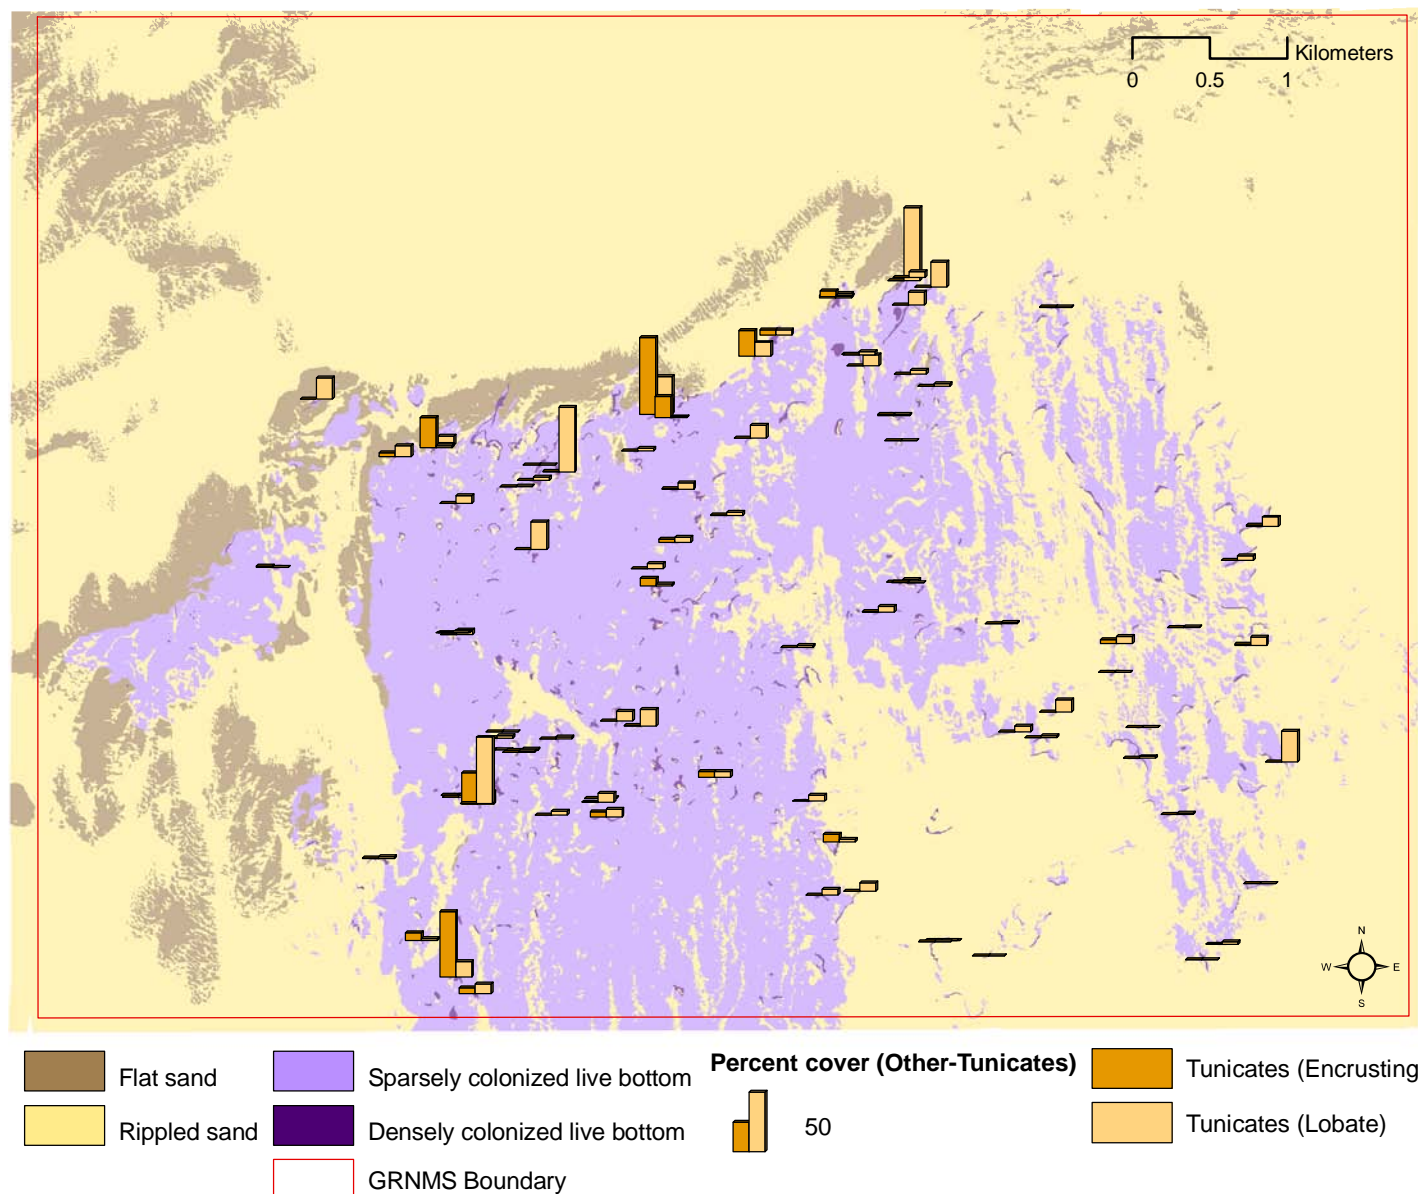 Kilometers
0 0.5 1
N
W E
S
Flat sand
Rippled sand
Sparsely colonized live bottom
Densely colonized live bottom
GRNMS Boundary
Percent cover (Other-Tunicates)
50
Tunicates (Encrusting
Tunicates (Lobate)